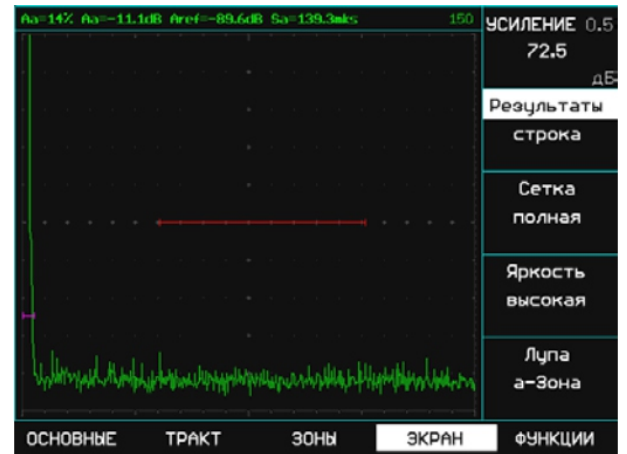 Aa=14% Aa=-11.1dB Aref=-89.6dB Sa=139.3mks 150
УСИЛЕНИЕ 0.5
72.5
дБ
Результаты
строка
Сетка
полная
Яркость
высокая
Лупа
а-Зона
ОСНОВНЫЕ ТРАКТ ЗОНЫ ЭКРАН ФУНКЦИИ